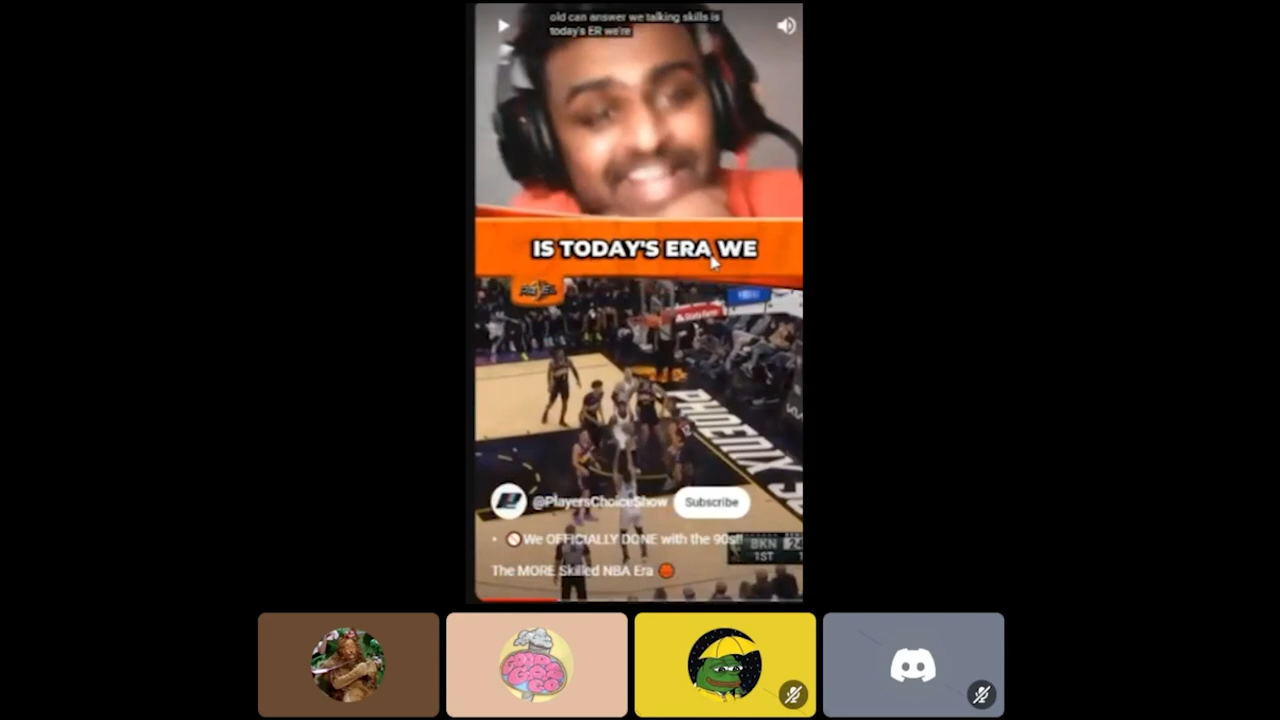 old can answer we talking skills is
today's ER we're
IS TODAY'S ERA WE
PHOENIX
@PlayersChoiceShow
Subscribe
We OFFICIALLY DONE with the 90s!!
BKN 24
1ST
The MORE Skilled NBA Era